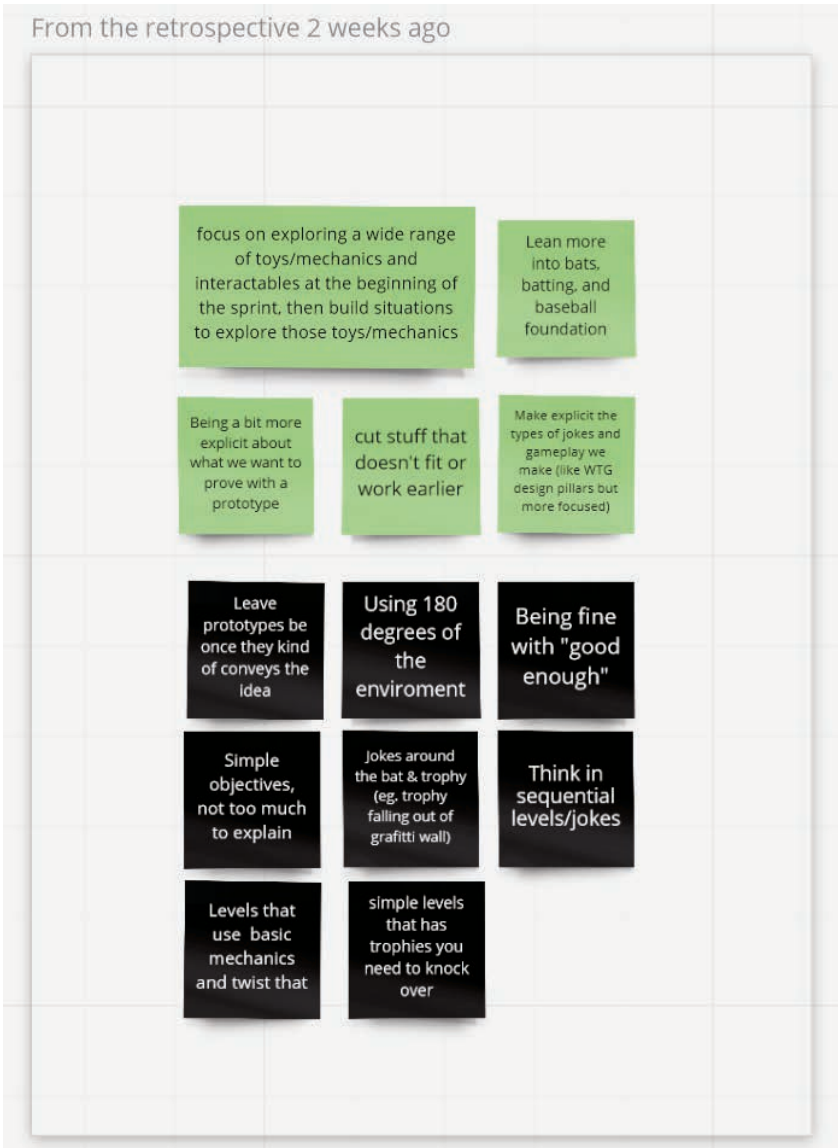 From the retrospective 2 weeks ago
focus on exploring a wide range
of toys/mechanics and
interactables at the beginning of
the sprint, then build situations
to explore those toys/mechanics
Lean more
into bats,
batting, and
baseball
foundation
Being a bit more
explicit about
what we want to
prove with a
prototype
cut stuff that
doesn't fit or
work earlier
Make explicit the
types of jokes and
gameplay we
make (like WTG
design pillars but
more focused)
Leave
prototypes be
once they kind
of conveys the
idea
Using 180
degrees of
the
enviroment
Being fine
with "good
enough"
Simple
objectives,
not too much
to explain
Jokes around
the bat & trophy
(eg. trophy
falling out of
grafitti wall)
Think in
sequential
levels/jokes
Levels that
use basic
mechanics
and twist that
simple levels
that has
trophies you
need to knock
over